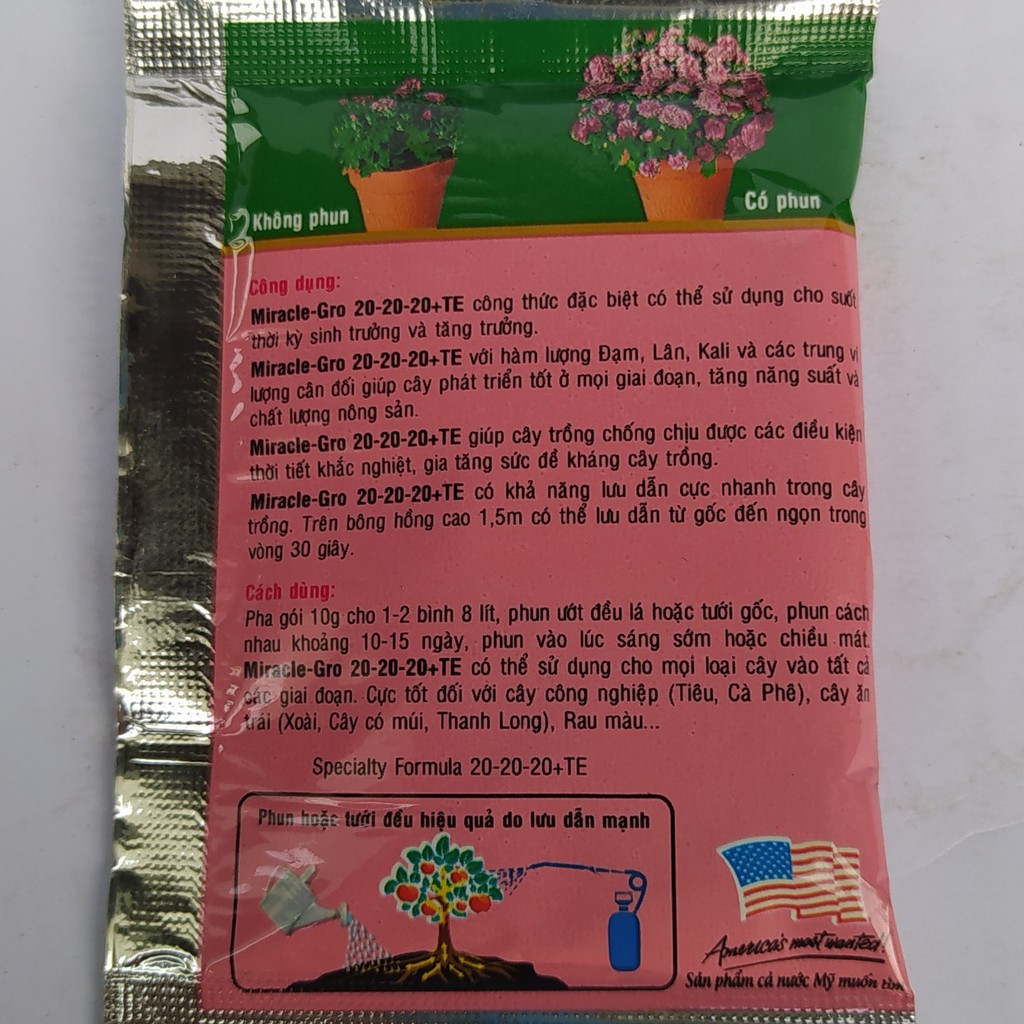 Không phun
Có phun
Công dụng:
Miracle-Gro 20-20-20+TE công thức đặc biệt có thể sử dụng cho suốt
thời kỳ sinh trưởng và tăng trưởng.
Miracle-Gro 20-20-20+TE với hàm lượng Đạm, Lân, Kali và các trung vi
lượng cân đối giúp cây phát triển tốt ở mọi giai đoạn, tăng năng suất và
chất lượng nông sản.
Miracle-Gro 20-20-20+TE giúp cây trồng chống chịu được các điều kiện
thời tiết khắc nghiệt, gia tăng sức đề kháng cây trồng.
Miracle-Gro 20-20-20+TE có khả năng lưu dẫn cực nhanh trong cây
trồng. Trên bông hồng cao 1,5m có thể lưu dẫn từ gốc đến ngọn trong
vòng 30 giây.
Cách dùng:
Pha gói 10g cho 1-2 bình 8 lít, phun ướt đều lá hoặc tưới gốc, phun cách
nhau khoảng 10-15 ngày, phun vào lúc sáng sớm hoặc chiều mát.
Miracle-Gro 20-20-20+TE có thể sử dụng cho mọi loại cây vào tất cả
các giai đoạn. Cực tốt đối với cây công nghiệp (Tiêu, Cà Phê), cây ăn
trái (Xoài, Cây có múi, Thanh Long), Rau màu...
Specialty Formula 20-20-20+TE
Phun hoặc tưới đều hiệu quả do lưu dẫn mạnh
America's most wanted!
Sản phẩm cả nước Mỹ muốn tìm